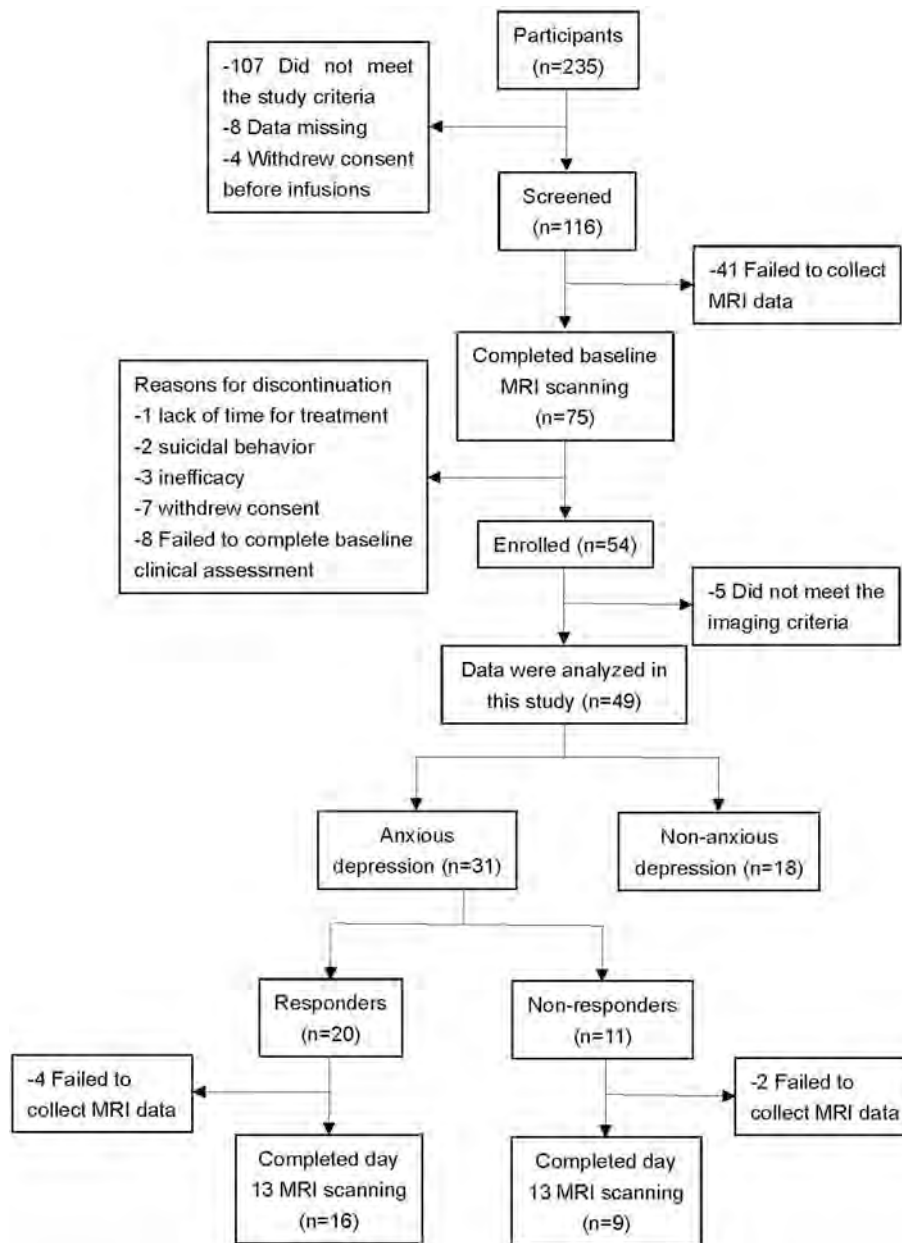 Participants
(n=235)
-107 Did not meet
the study criteria
-8 Data missing
-4 Withdrew consent
before infusions
Screened
(n=116)
-41 Failed to collect
MRI data
Completed baseline
MRI scanning
(n=75)
Reasons for discontinuation
-1 lack of time for treatment
-2 suicidal behavior
-3 inefficacy
-7 withdrew consent
-8 Failed to complete baseline
clinical assessment
Enrolled (n=54)
-5 Did not meet the
imaging criteria
Data were analyzed in
this study (n=49)
Anxious
depression (n=31)
Non-anxious
depression (n=18)
Responders
(n=20)
Non-responders
(n=11)
-4 Failed to
collect MRI data
-2 Failed to
collect MRI data
Completed day
13 MRI scanning
(n=16)
Completed day
13 MRI scanning
(n=9)